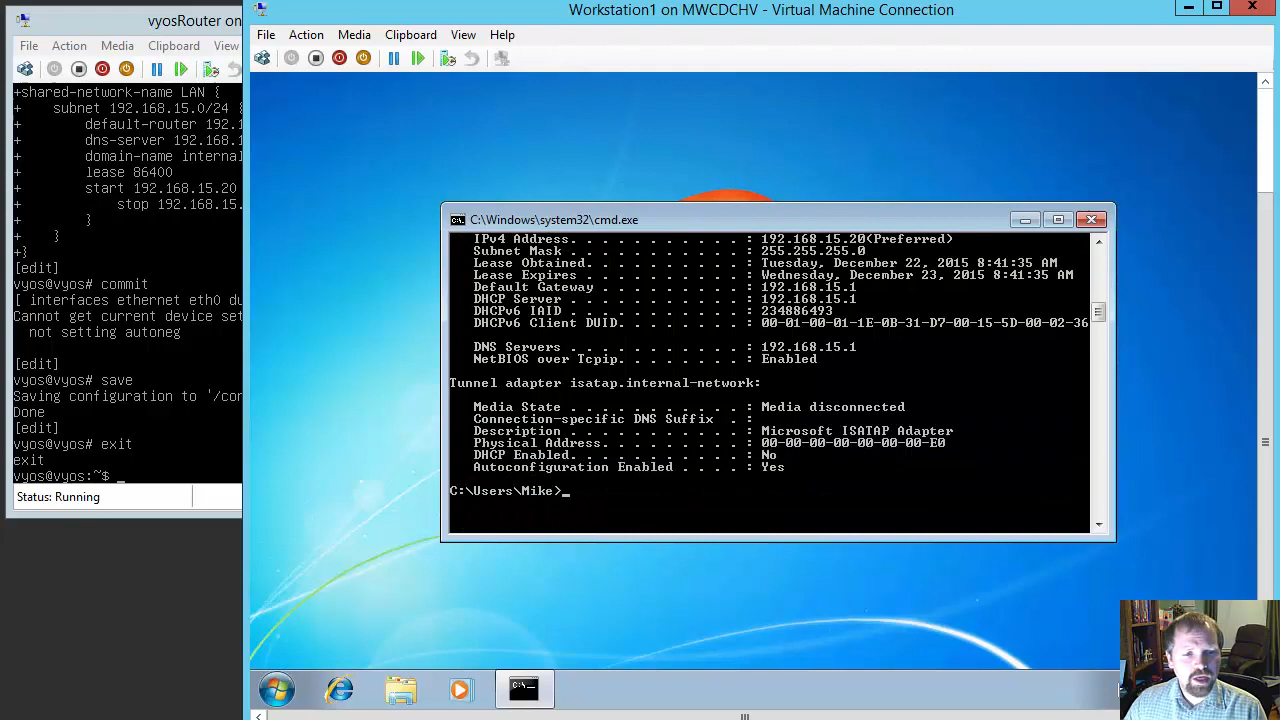 vyosRouter on
File Action Media Clipboard View
+shared-network-name LAN {
+ subnet 192.168.15.0/24 {
+ default-router 192.1
+ dns-server 192.168.1
+ domain-name internal
+ lease 86400
+ start 192.168.15.20
+ stop 192.168.15.
+ }
+ }
+}
[edit]
vyos@vyos# commit
[ interfaces ethernet eth0 du
Cannot get current device set
not setting autoneg
[edit]
vyos@vyos# save
Saving configuration to '/con
Done
[edit]
vyos@vyos# exit
exit
vyos@vyos:~$ _
Status: Running
Workstation1 on MWCDCHV - Virtual Machine Connection
File Action Media Clipboard View Help
C:\Windows\system32\cmd.exe
IPv4 Address. . . . . . . . . . . : 192.168.15.20(Preferred)
Subnet Mask . . . . . . . . . . . : 255.255.255.0
Lease Obtained. . . . . . . . . . : Tuesday, December 22, 2015 8:41:35 AM
Lease Expires . . . . . . . . . . : Wednesday, December 23, 2015 8:41:35 AM
Default Gateway . . . . . . . . . : 192.168.15.1
DHCP Server . . . . . . . . . . . : 192.168.15.1
DHCPv6 IAID . . . . . . . . . . . : 234886493
DHCPv6 Client DUID. . . . . . . . : 00-01-00-01-1E-0B-31-D7-00-15-5D-00-02-36
DNS Servers . . . . . . . . . . . : 192.168.15.1
NetBIOS over Tcpip. . . . . . . . : Enabled
Tunnel adapter isatap.internal-network:
Media State . . . . . . . . . . . : Media disconnected
Connection-specific DNS Suffix . :
Description . . . . . . . . . . . : Microsoft ISATAP Adapter
Physical Address. . . . . . . . . : 00-00-00-00-00-00-00-E0
DHCP Enabled. . . . . . . . . . . : No
Autoconfiguration Enabled . . . . : Yes
C:\Users\Mike>_